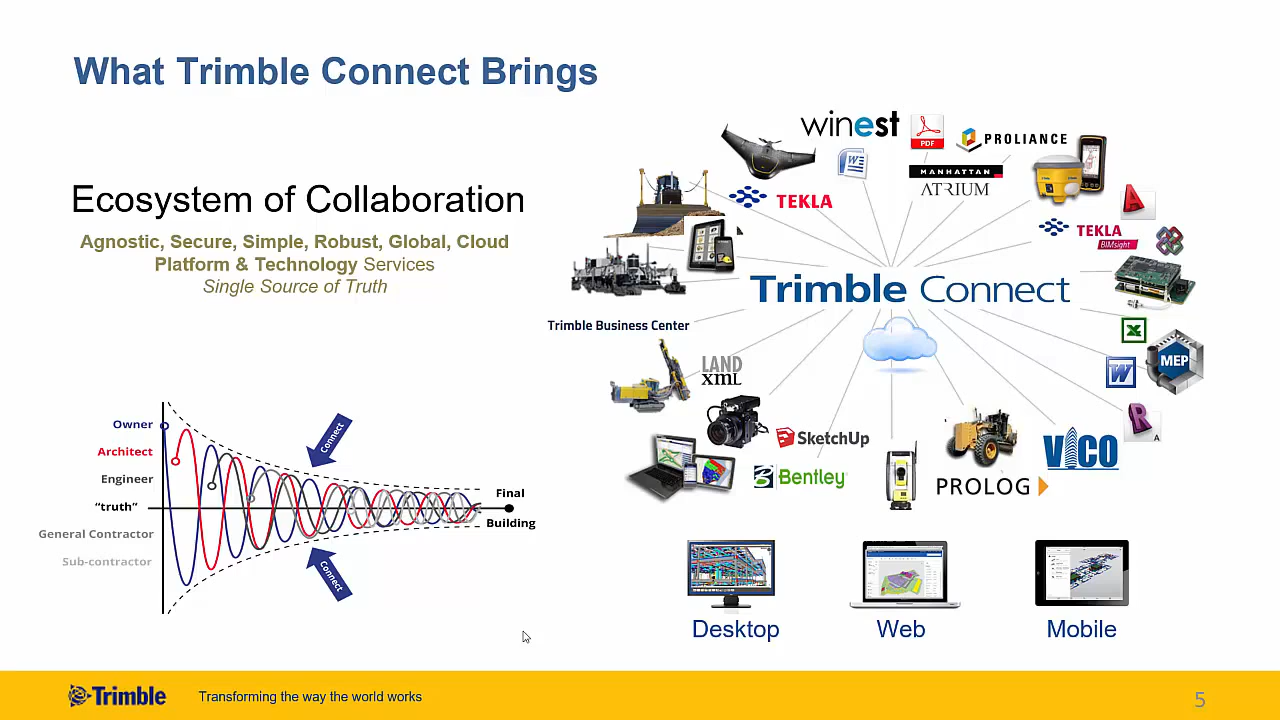 What Trimble Connect Brings
Ecosystem of Collaboration
Agnostic, Secure, Simple, Robust, Global, Cloud
Platform & Technology Services
Single Source of Truth
winest
PDF
PROLIANCE
MANHATTAN
ATRIUM
TEKLA
TEKLA
BIMsight
Trimble Connect
Trimble Business Center
LAND
XML
MEP
SketchUp
Bentley
PROLOG
VICO
A
Owner
Architect
Engineer
“truth”
General Contractor
Sub-contractor
Connect
Connect
Final
Building
Desktop
Web
Mobile
Trimble
Transforming the way the world works
5